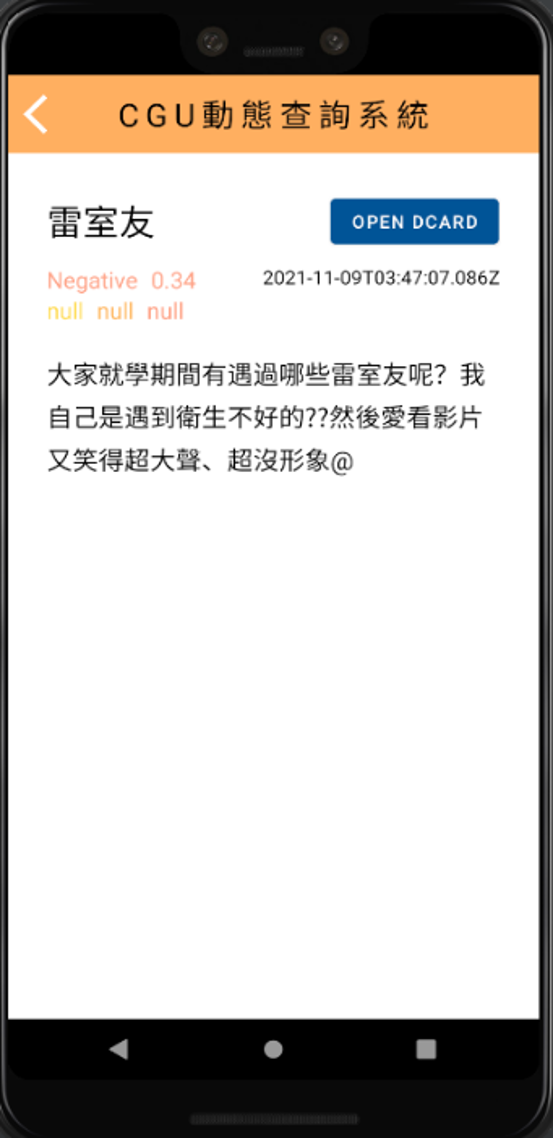 CGU動態查詢系統
雷室友
OPEN DCARD
Negative 0.34
2021-11-09T03:47:07.086Z
null null null
大家就學期間有遇過哪些雷室友呢? 我
自己是遇到衛生不好的??然後愛看影片
又笑得超大聲、超沒形象@